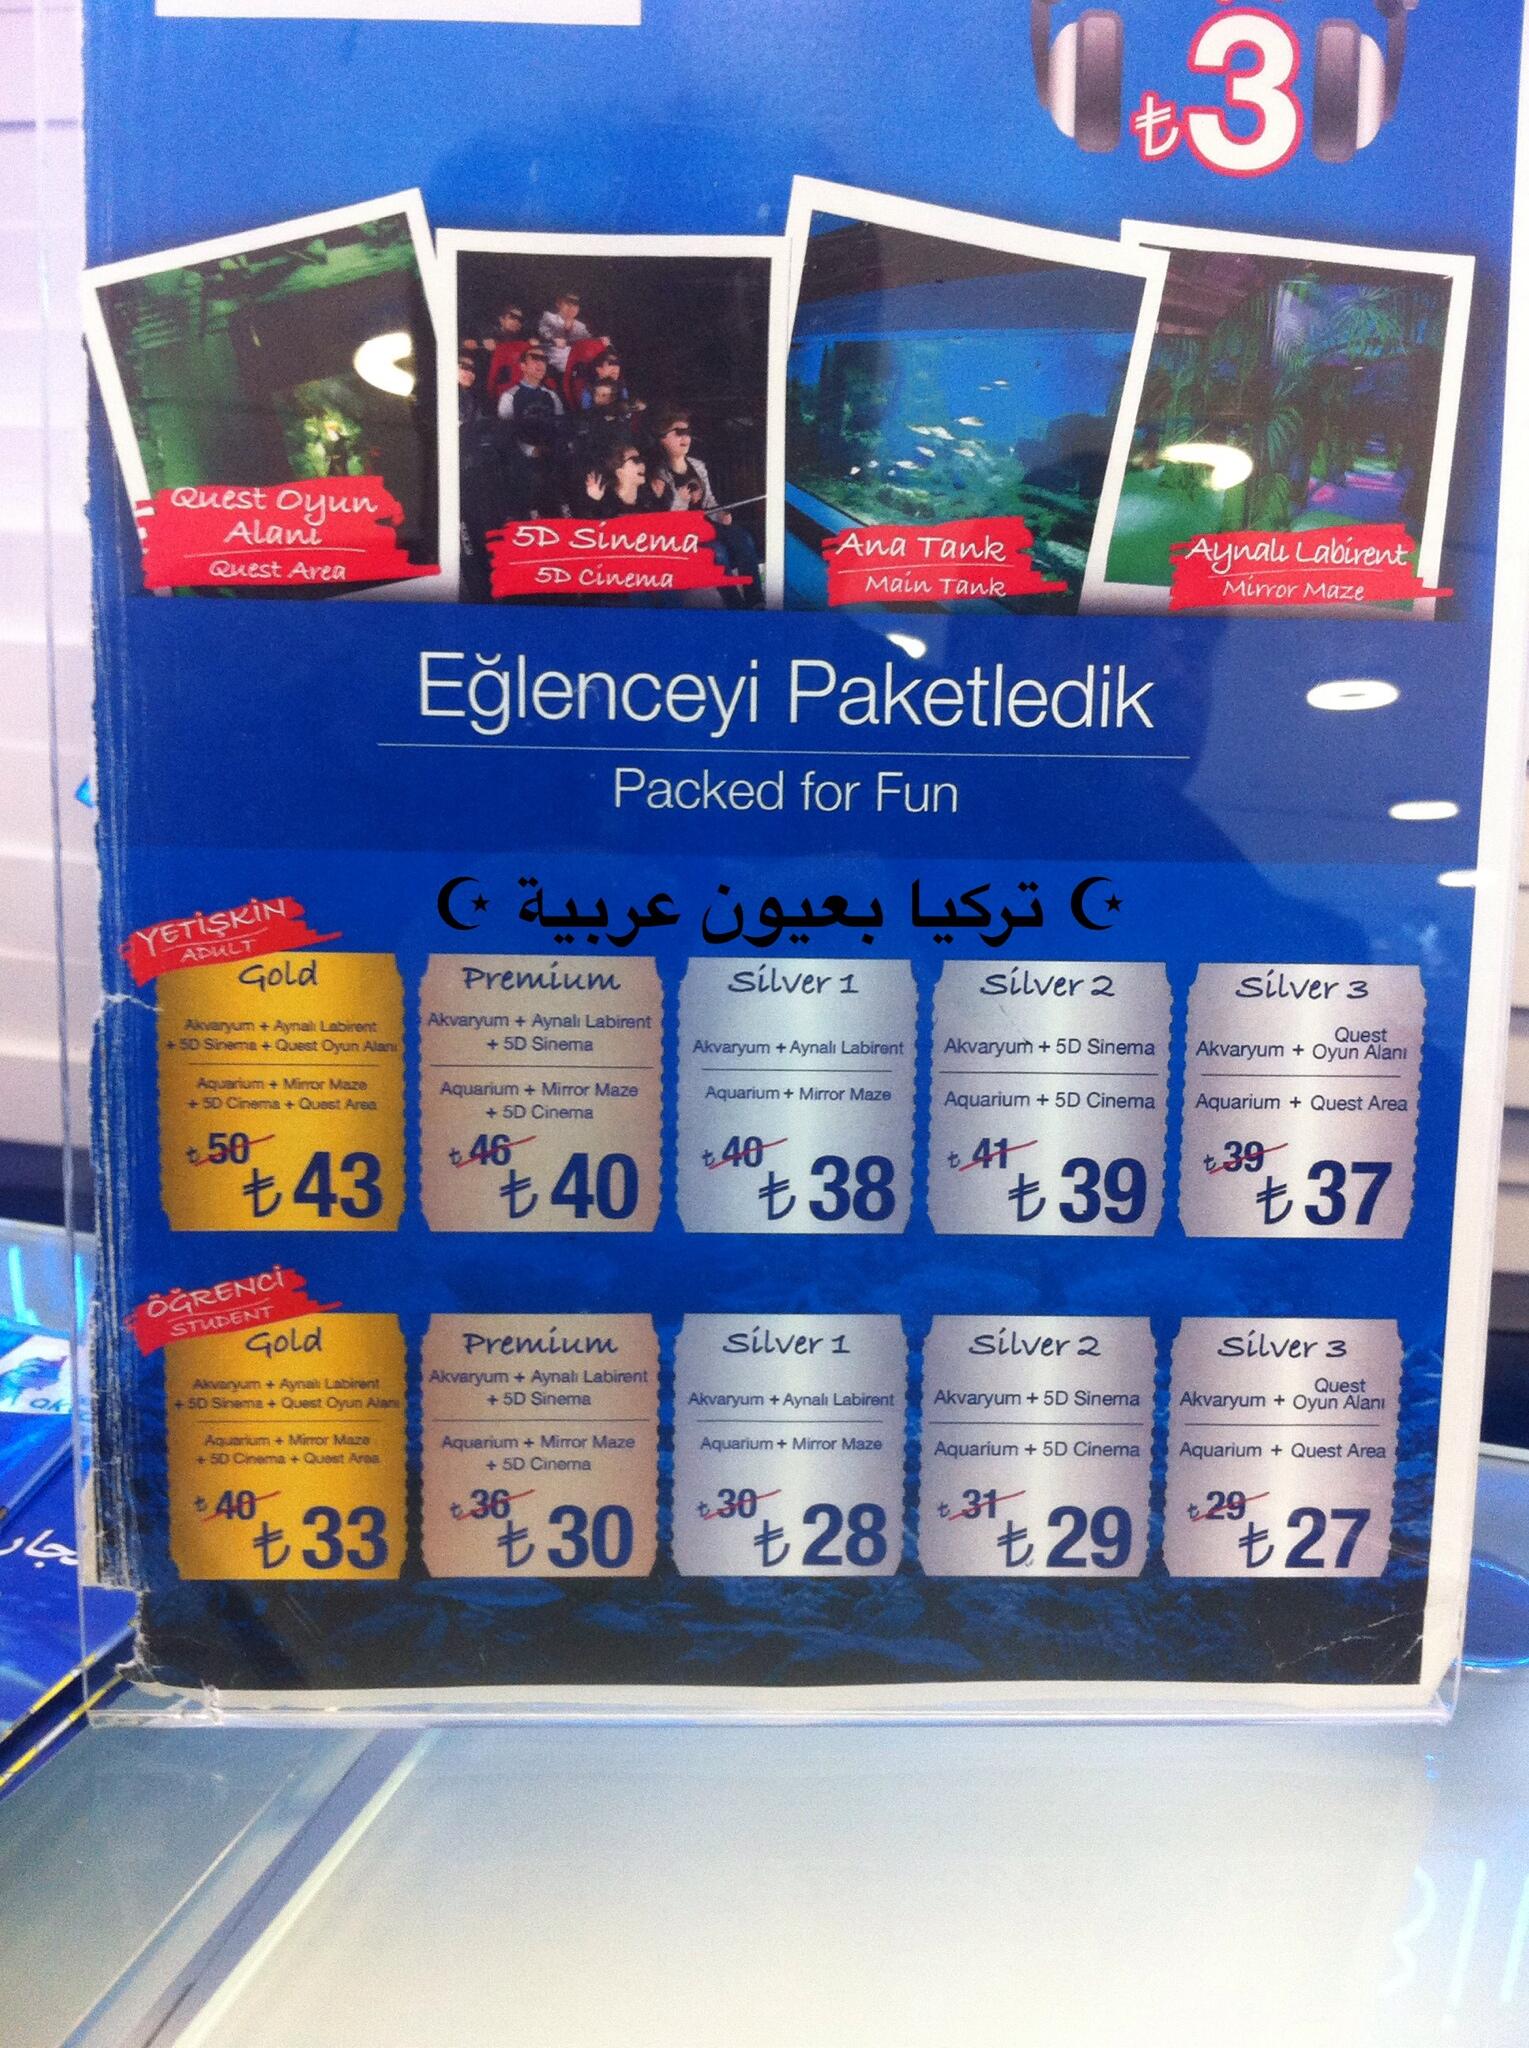 ₺3
Quest Oyun
Alanı
Quest Area
5D Sinema
5D Cinema
Ana Tank
Main Tank
Aynalı Labirent
Mirror Maze
Eğlenceyi Paketledik
Packed for Fun
☪ تركيا بعيون عربية ☪
YETİŞKİN
ADULT
Gold
Akvaryum + Aynalı Labirent
+ 5D Sinema + Quest Oyun Alanı
Aquarium + Mirror Maze
+ 5D Cinema + Quest Area
₺50
₺43
Premium
Akvaryum + Aynalı Labirent
+ 5D Sinema
Aquarium + Mirror Maze
+ 5D Cinema
₺46
₺40
Silver 1
Akvaryum + Aynalı Labirent
Aquarium + Mirror Maze
₺40
₺38
Silver 2
Akvaryum + 5D Sinema
Aquarium + 5D Cinema
₺41
₺39
Silver 3
Akvaryum + Quest Oyun Alanı
Aquarium + Quest Area
₺39
₺37
ÖĞRENCİ
STUDENT
Gold
Akvaryum + Aynalı Labirent
+ 5D Sinema + Quest Oyun Alanı
Aquarium + Mirror Maze
+ 5D Cinema + Quest Area
₺40
₺33
Premium
Akvaryum + Aynalı Labirent
+ 5D Sinema
Aquarium + Mirror Maze
+ 5D Cinema
₺36
₺30
Silver 1
Akvaryum + Aynalı Labirent
Aquarium + Mirror Maze
₺30
₺28
Silver 2
Akvaryum + 5D Sinema
Aquarium + 5D Cinema
₺31
₺29
Silver 3
Akvaryum + Quest Oyun Alanı
Aquarium + Quest Area
₺29
₺27